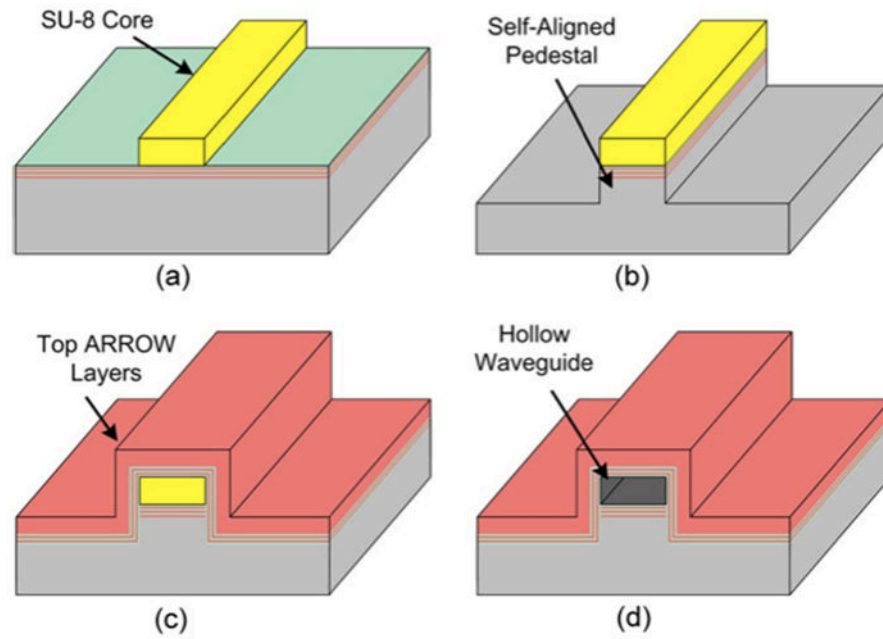 SU-8 Core
Self-Aligned
Pedestal
(a)
(b)
Top ARROW
Layers
Hollow
Waveguide
(c)
(d)